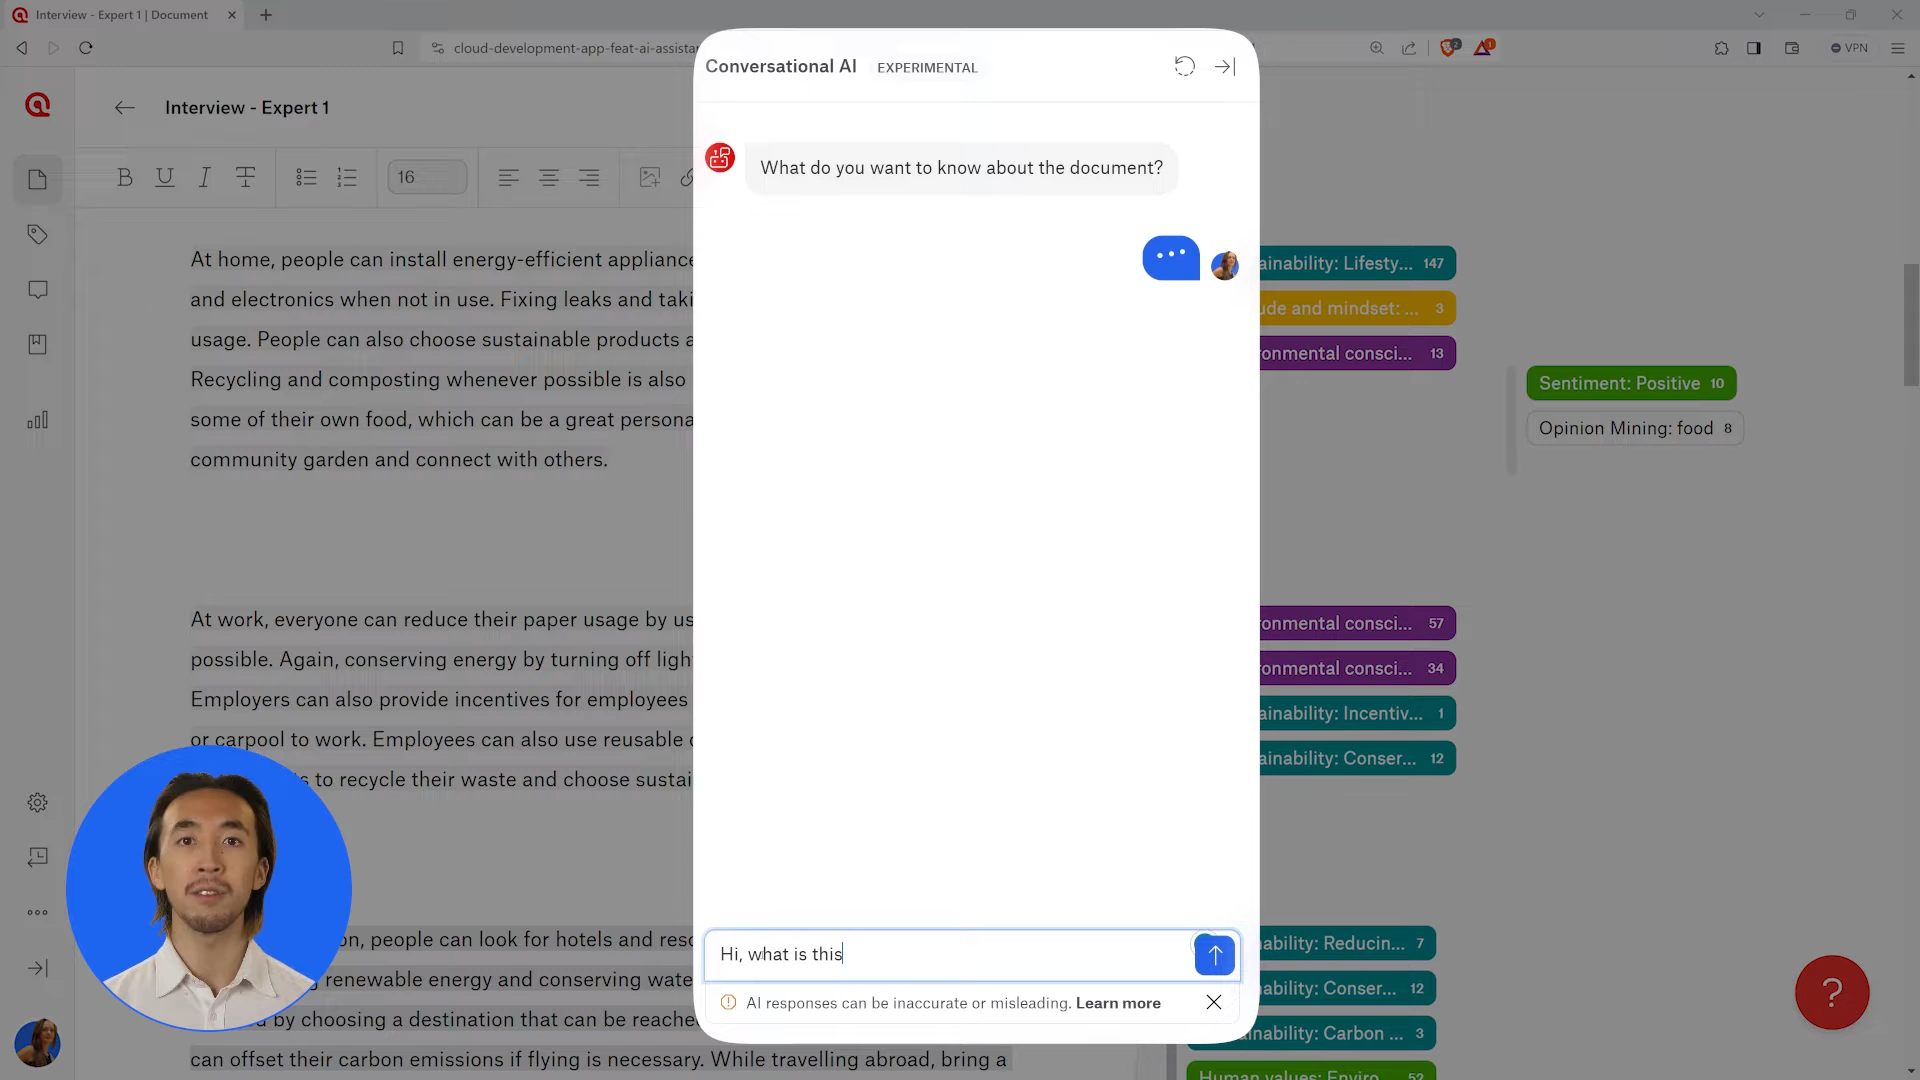 Interview - Expert 1 | Document
cloud-development-app-feat-ai-assista
2
1
VPN
Interview - Expert 1
16
Conversational AI EXPERIMENTAL
What do you want to know about the document?
Hi, what is this
AI responses can be inaccurate or misleading. Learn more
At home, people can install energy-efficient appliance
and electronics when not in use. Fixing leaks and taki
usage. People can also choose sustainable products a
Recycling and composting whenever possible is also
some of their own food, which can be a great persona
community garden and connect with others.
At work, everyone can reduce their paper usage by us
possible. Again, conserving energy by turning off ligh
Employers can also provide incentives for employees
or carpool to work. Employees can also use reusable
s to recycle their waste and choose sustai
on, people can look for hotels and reso
renewable energy and conserving wate
by choosing a destination that can be reache
can offset their carbon emissions if flying is necessary. While travelling abroad, bring a
ainability: Lifesty... 147
ude and mindset: ... 3
onmental consci... 13
Sentiment: Positive 10
Opinion Mining: food 8
onmental consci... 57
onmental consci... 34
ainability: Incentiv... 1
ainability: Conser... 12
ability: Reducin... 7
ability: Conser... 12
ainability: Carbon ... 3
Human values: Enviro 52
?